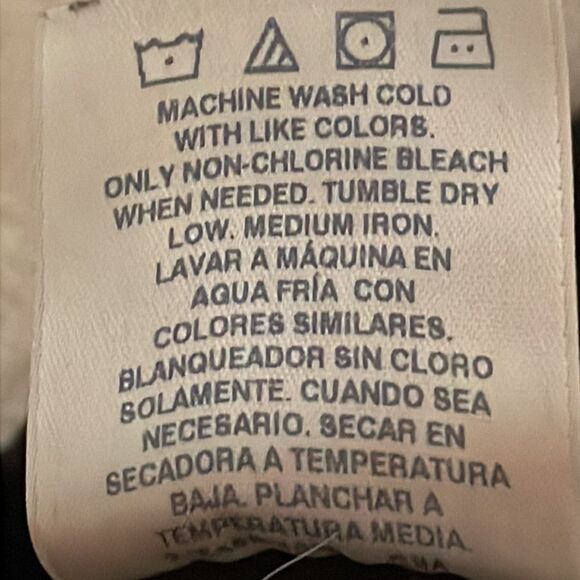 MACHINE WASH COLD
WITH LIKE COLORS.
ONLY NON-CHLORINE BLEACH
WHEN NEEDED. TUMBLE DRY
LOW. MEDIUM IRON.
LAVAR A MÁQUINA EN
AGUA FRÍA CON
COLORES SIMILARES.
BLANQUEADOR SIN CLORO
SOLAMENTE. CUANDO SEA
NECESARIO. SECAR EN
SECADORA A TEMPERATURA
BAJA. PLANCHAR A
TEMPERATURA MEDIA.